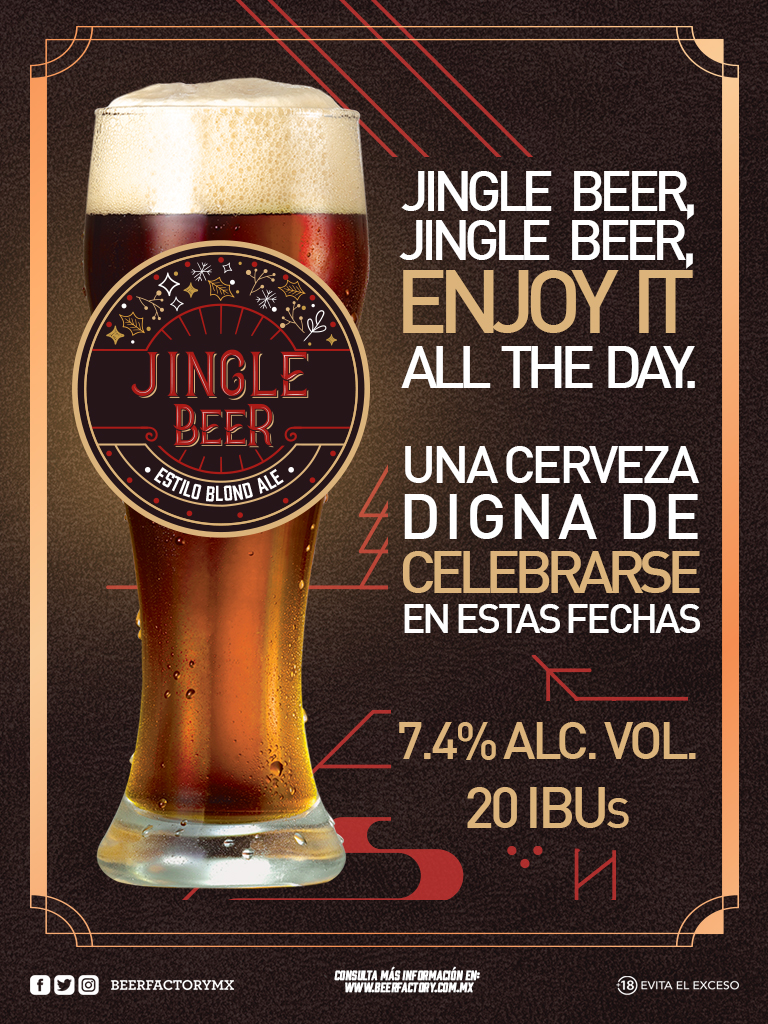 JINGLE BEER,
JINGLE BEER,
ENJOY IT
ALL THE DAY.
JINGLE
BEER
• ESTILO BLOND ALE •
UNA CERVEZA
DIGNA DE
CELEBRARSE
EN ESTAS FECHAS
7.4% ALC. VOL.
20 IBUs
BEERFACTORYMX
CONSULTA MÁS INFORMACIÓN EN:
WWW.BEERFACTORY.COM.MX
-18 EVITA EL EXCESO